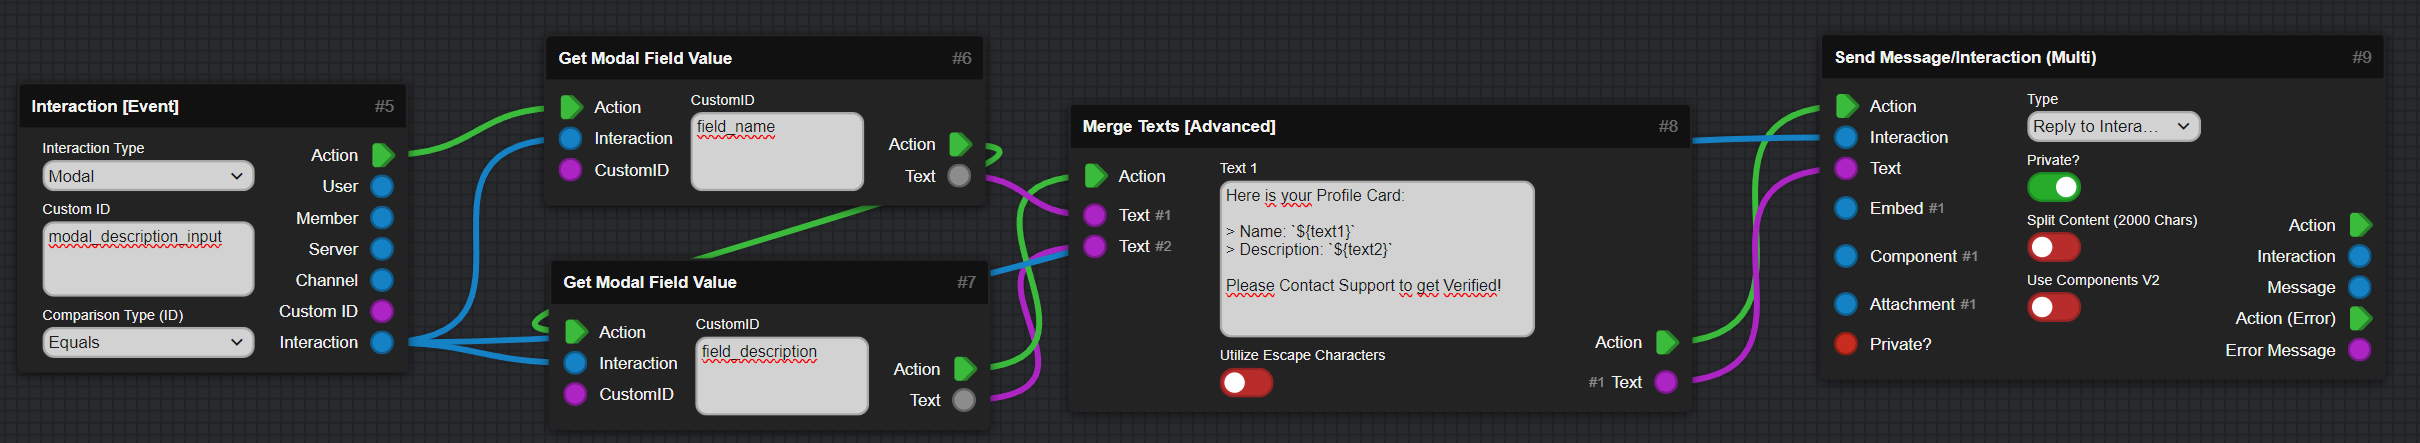 Interaction [Event] #5
Interaction Type
Modal
Custom ID
modal_description_input
Comparison Type (ID)
Equals
Action
User
Member
Server
Channel
Custom ID
Interaction
Get Modal Field Value #6
Action
Interaction
CustomID
CustomID
field_name
Action
Text
Get Modal Field Value #7
Action
Interaction
CustomID
CustomID
field_description
Action
Text
Merge Texts [Advanced] #8
Action
Text #1
Text #2
Text 1
Here is your Profile Card:
> Name: `${text1}`
> Description: `${text2}`
Please Contact Support to get Verified!
Utilize Escape Characters
Action
#1 Text
Send Message/Interaction (Multi) #9
Action
Interaction
Text
Embed #1
Component #1
Attachment #1
Private?
Type
Reply to Intera...
Private?
Split Content (2000 Chars)
Use Components V2
Action
Interaction
Message
Action (Error)
Error Message